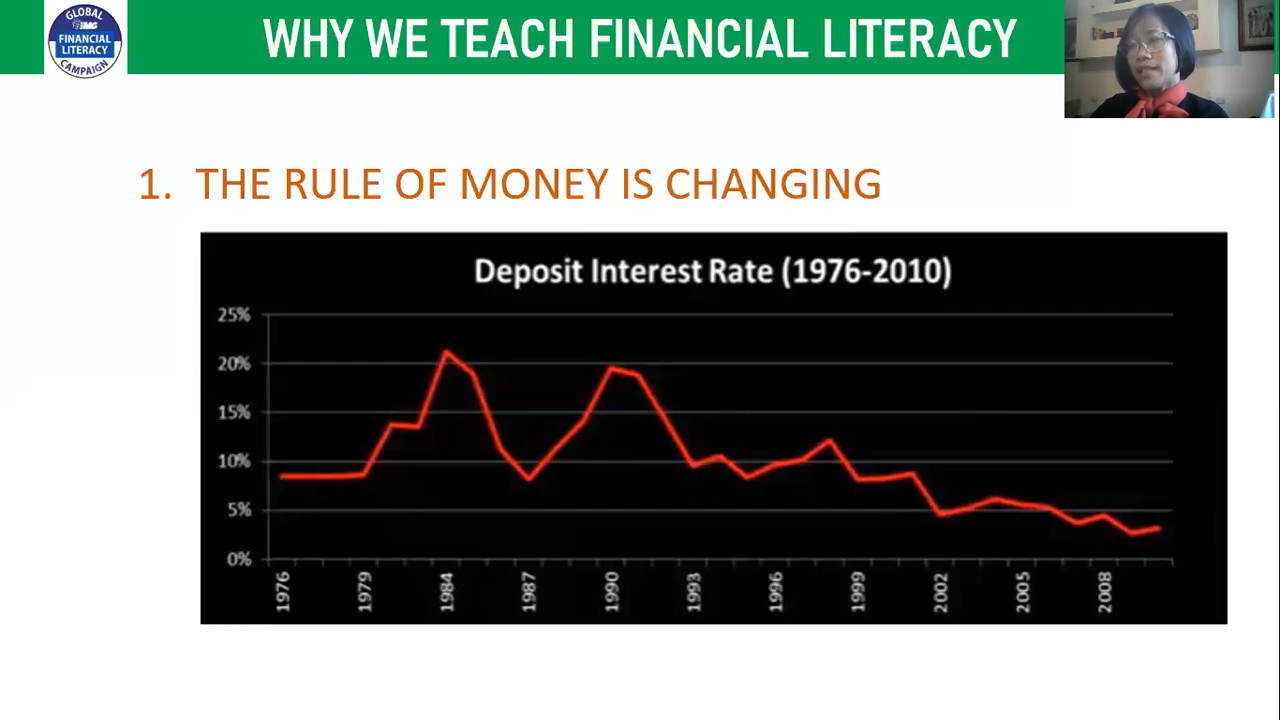 GLOBAL
IMG
FINANCIAL
LITERACY
CAMPAIGN
WHY WE TEACH FINANCIAL LITERACY
1. THE RULE OF MONEY IS CHANGING
Deposit Interest Rate (1976-2010)
25%
20%
15%
10%
5%
0%
1976
1979
1984
1987
1990
1993
1996
1999
2002
2005
2008